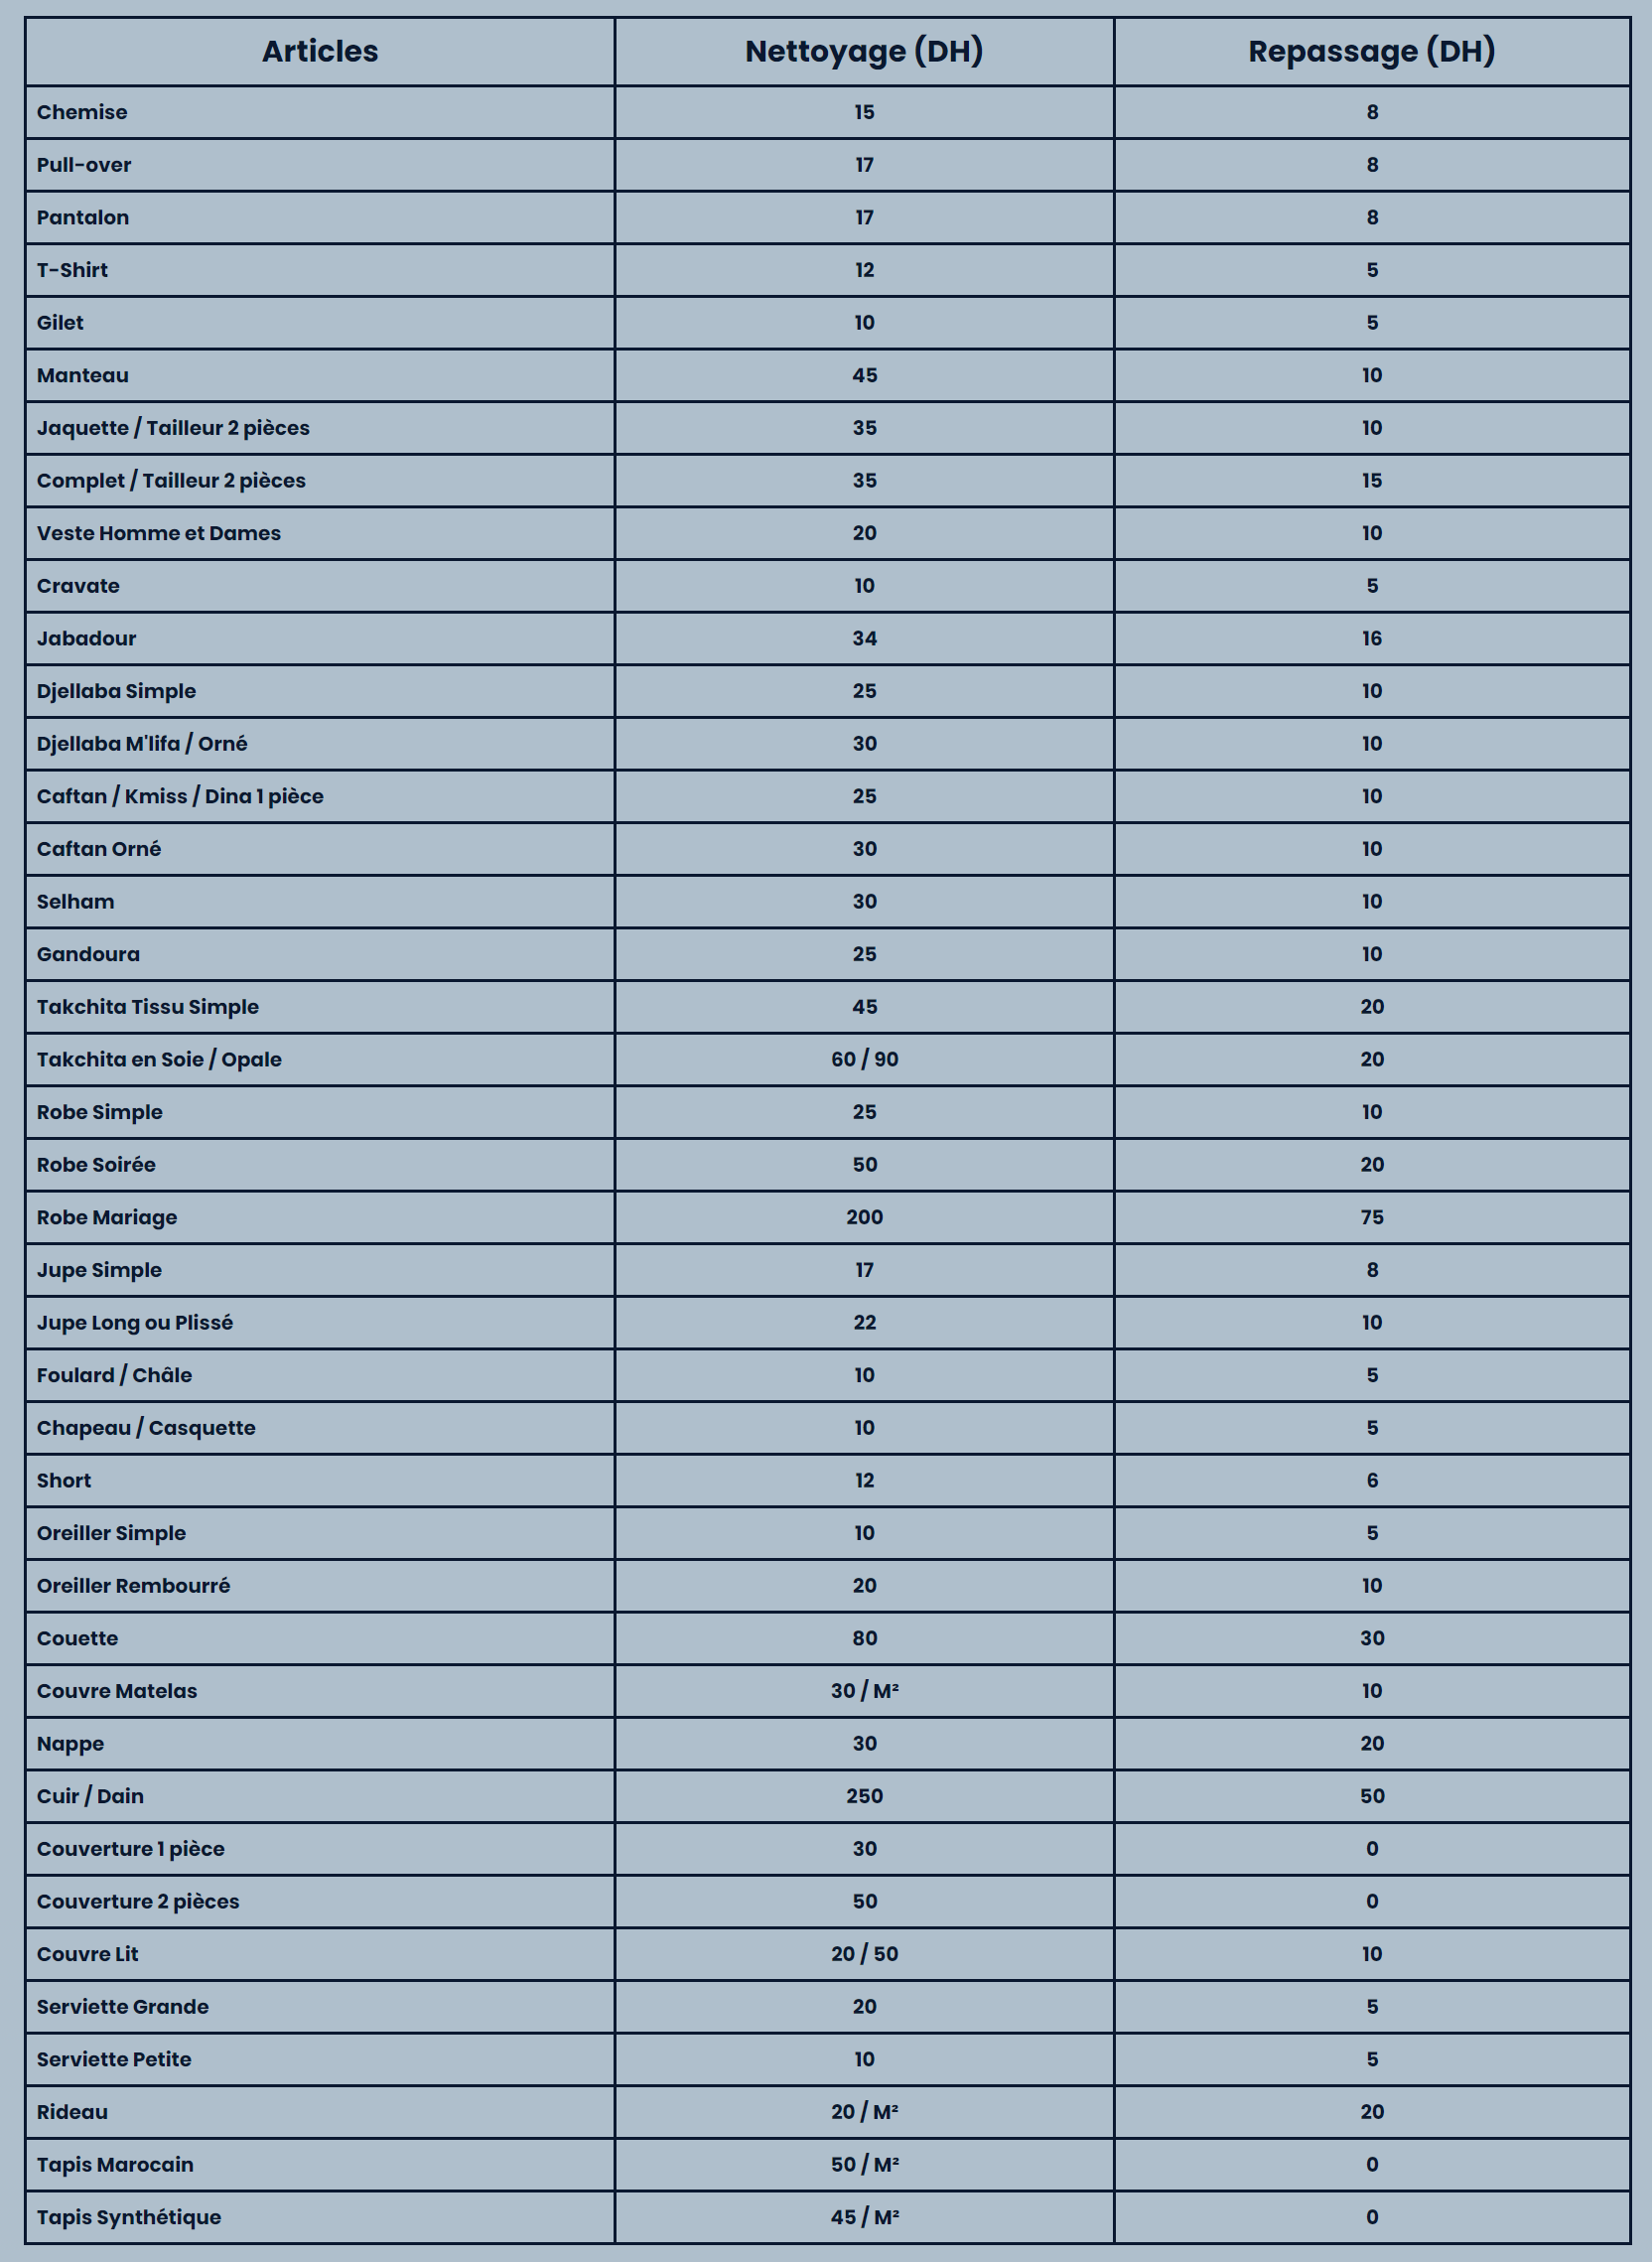 Articles Nettoyage (DH) Repassage (DH)
Chemise 15 8
Pull-over 17 8
Pantalon 17 8
T-Shirt 12 5
Gilet 10 5
Manteau 45 10
Jaquette / Tailleur 2 pièces 35 10
Complet / Tailleur 2 pièces 35 15
Veste Homme et Dames 20 10
Cravate 10 5
Jabadour 34 16
Djellaba Simple 25 10
Djellaba M'lifa / Orné 30 10
Caftan / Kmiss / Dina 1 pièce 25 10
Caftan Orné 30 10
Selham 30 10
Gandoura 25 10
Takchita Tissu Simple 45 20
Takchita en Soie / Opale 60 / 90 20
Robe Simple 25 10
Robe Soirée 50 20
Robe Mariage 200 75
Jupe Simple 17 8
Jupe Long ou Plissé 22 10
Foulard / Châle 10 5
Chapeau / Casquette 10 5
Short 12 6
Oreiller Simple 10 5
Oreiller Rembourré 20 10
Couette 80 30
Couvre Matelas 30 / M² 10
Nappe 30 20
Cuir / Dain 250 50
Couverture 1 pièce 30 0
Couverture 2 pièces 50 0
Couvre Lit 20 / 50 10
Serviette Grande 20 5
Serviette Petite 10 5
Rideau 20 / M² 20
Tapis Marocain 50 / M² 0
Tapis Synthétique 45 / M² 0